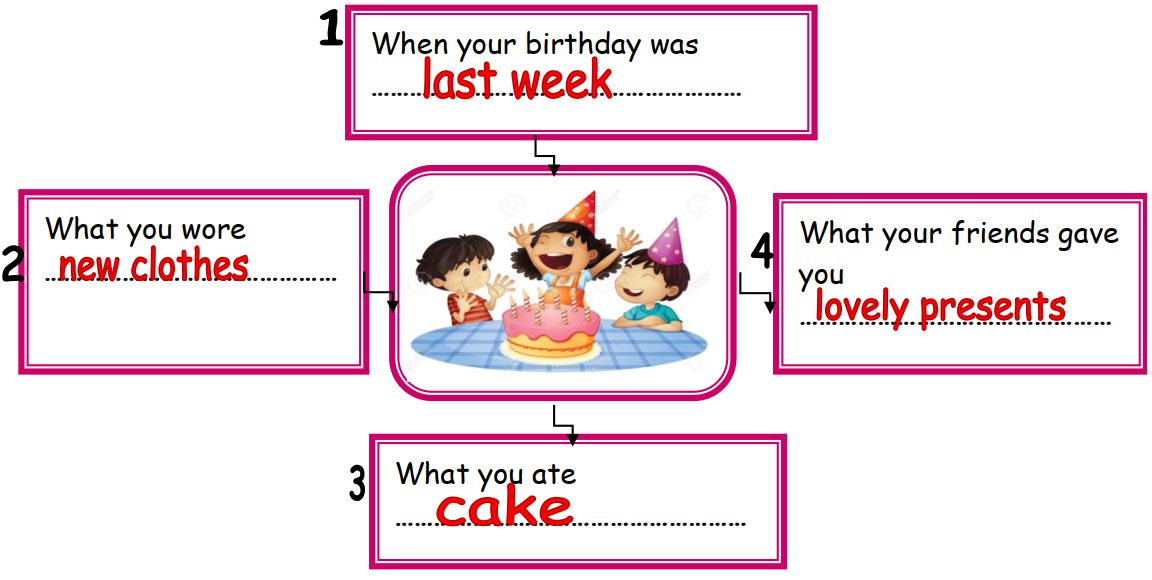 1
When your birthday was
last week
2
What you wore
new clothes
3
What you ate
cake
4
What your friends gave
you
lovely presents